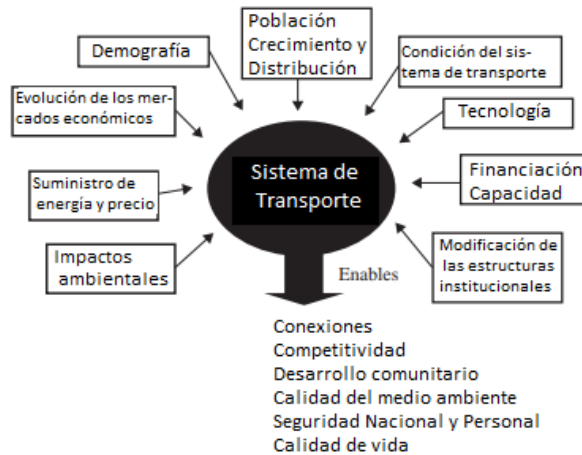 Población
Crecimiento y
Distribución
Demografía
Condición del sis-
tema de transporte
Evolución de los mer-
cados económicos
Tecnología
Sistema de
Transporte
Suministro de
energía y precio
Financiación
Capacidad
Impactos
ambientales
Modificación de
las estructuras
institucionales
Enables
Conexiones
Competitividad
Desarrollo comunitario
Calidad del medio ambiente
Seguridad Nacional y Personal
Calidad de vida